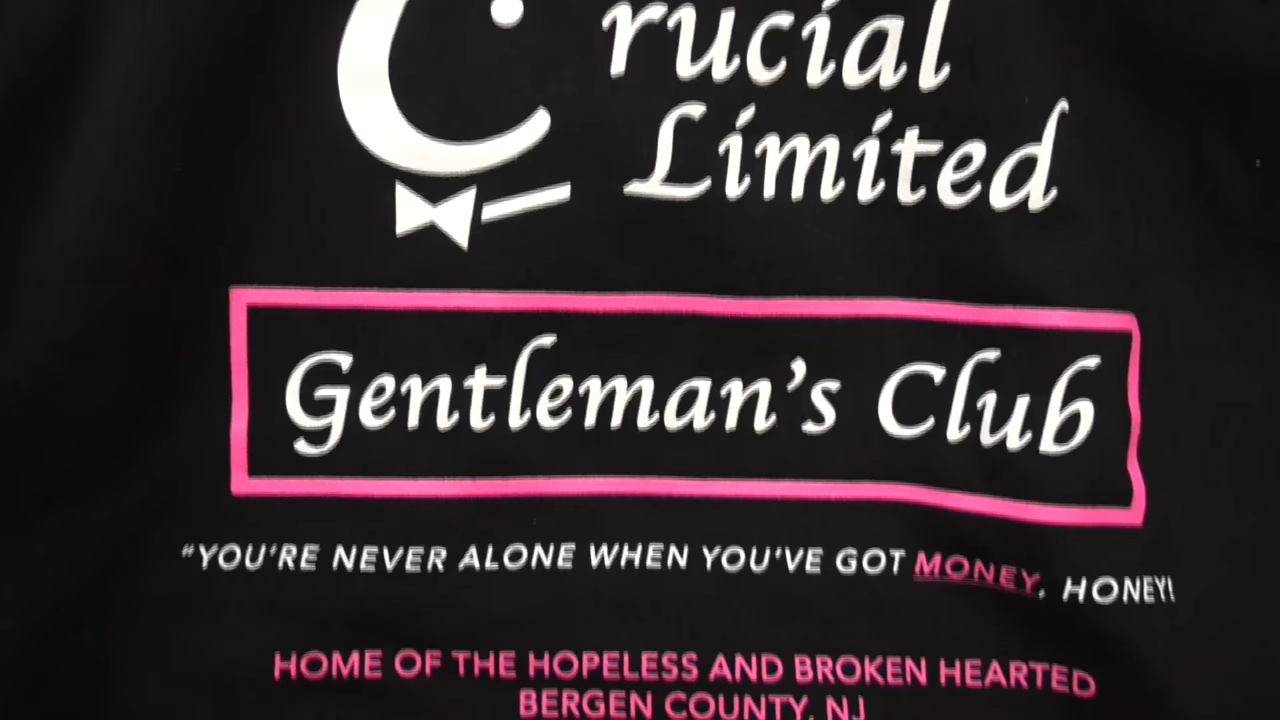 Crucial
Limited
Gentleman's Club
"YOU'RE NEVER ALONE WHEN YOU'VE GOT MONEY, HONEY!
HOME OF THE HOPELESS AND BROKEN HEARTED
BERGEN COUNTY, NJ